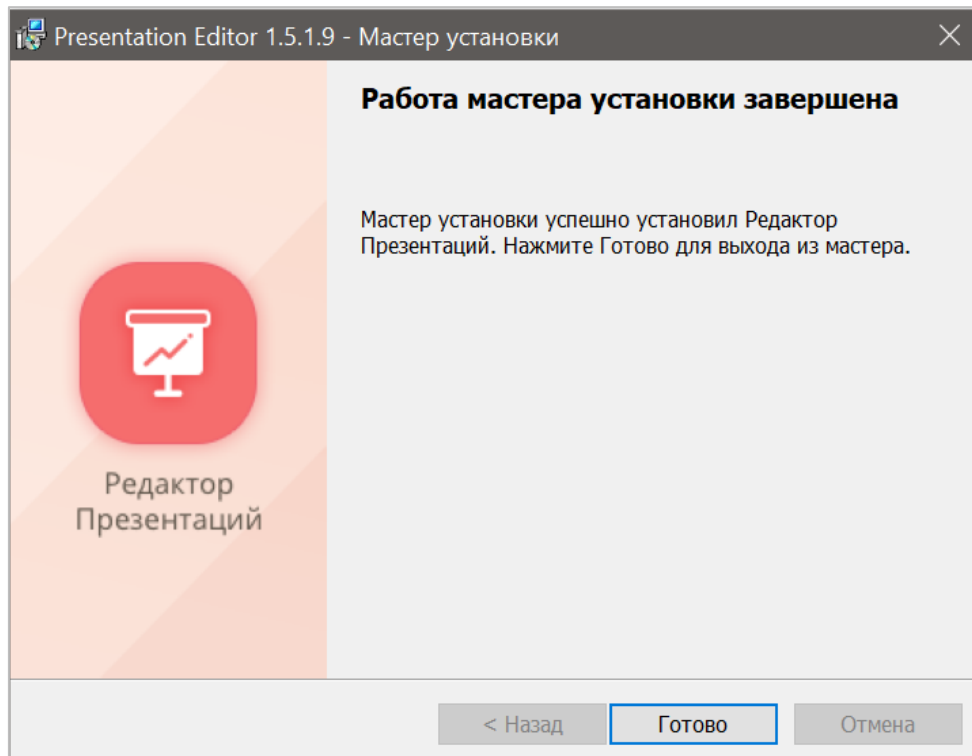 Presentation Editor 1.5.1.9 - Мастер установки
Работа мастера установки завершена
Мастер установки успешно установил Редактор
Презентаций. Нажмите Готово для выхода из мастера.
Редактор
Презентаций
< Назад
Готово
Отмена